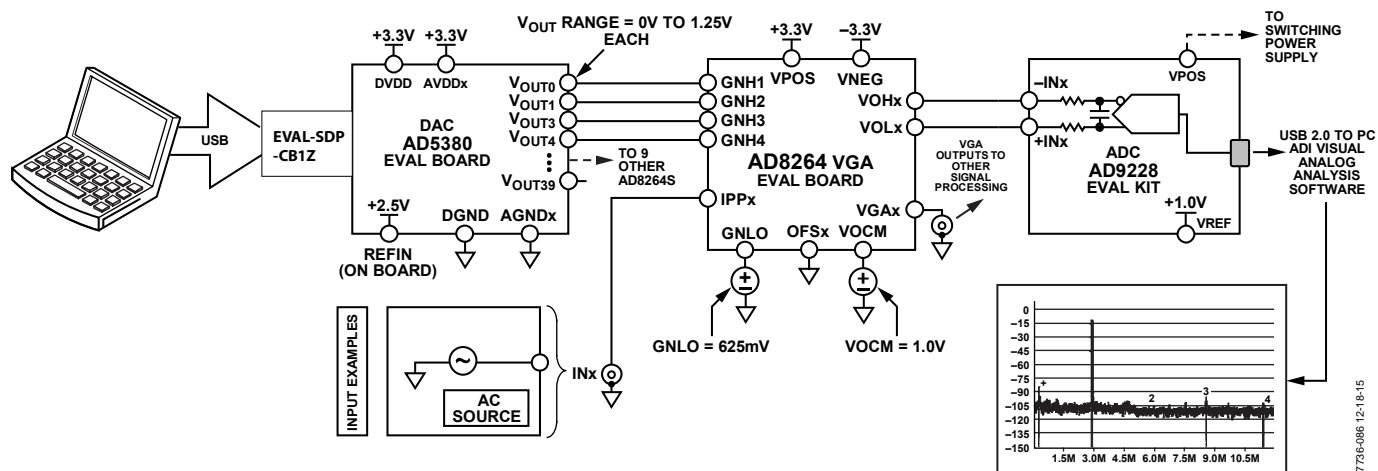 V_OUT RANGE = 0V TO 1.25V
EACH
+3.3V
+3.3V
DVDD
AVDDx
USB
EVAL-SDP
-CB1Z
DAC
AD5380
EVAL BOARD
V_OUT0
V_OUT1
V_OUT3
V_OUT4
V_OUT39
TO 9
OTHER
AD8264S
+2.5V
REFIN
(ON BOARD)
DGND
AGNDx
+3.3V
–3.3V
VPOS
VNEG
GNH1
GNH2
GNH3
GNH4
IPPx
AD8264 VGA
EVAL BOARD
VOHx
VOLx
VGAx
GNLO
OFSx
VOCM
+
–
+
–
GNLO = 625mV
VOCM = 1.0V
VGA
OUTPUTS TO
OTHER
SIGNAL
PROCESSING
TO
SWITCHING
POWER
SUPPLY
VPOS
–INx
+INx
ADC
AD9228
EVAL KIT
+1.0V
VREF
USB 2.0 TO PC
ADI VISUAL
ANALOG
ANALYSIS
SOFTWARE
INPUT EXAMPLES
~
AC
SOURCE
INx
0
–15
–30
–45
–60
–75
–90
–105
–120
–135
–150
+
2
3
4
1.5M 3.0M 4.5M 6.0M 7.5M 9.0M 10.5M
7736-086 12-18-15